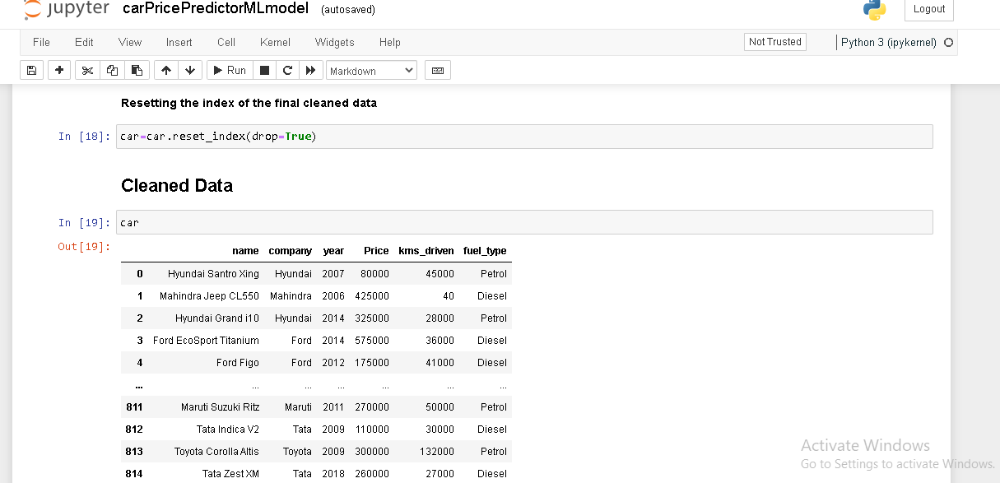 jupyter carPricePredictorMLmodel (autosaved) Logout
File Edit View Insert Cell Kernel Widgets Help Not Trusted Python 3 (ipykernel)
Run Markdown
Resetting the index of the final cleaned data
In [18]: car=car.reset_index(drop=True)
Cleaned Data
In [19]: car
Out[19]:
name company year Price kms_driven fuel_type
0 Hyundai Santro Xing Hyundai 2007 80000 45000 Petrol
1 Mahindra Jeep CL550 Mahindra 2006 425000 40 Diesel
2 Hyundai Grand i10 Hyundai 2014 325000 28000 Petrol
3 Ford EcoSport Titanium Ford 2014 575000 36000 Diesel
4 Ford Figo Ford 2012 175000 41000 Diesel
... ... ... ... ... ... ...
811 Maruti Suzuki Ritz Maruti 2011 270000 50000 Petrol
812 Tata Indica V2 Tata 2009 110000 30000 Diesel
813 Toyota Corolla Altis Toyota 2009 300000 132000 Petrol
814 Tata Zest XM Tata 2018 260000 27000 Diesel
Activate Windows
Go to Settings to activate Windows.